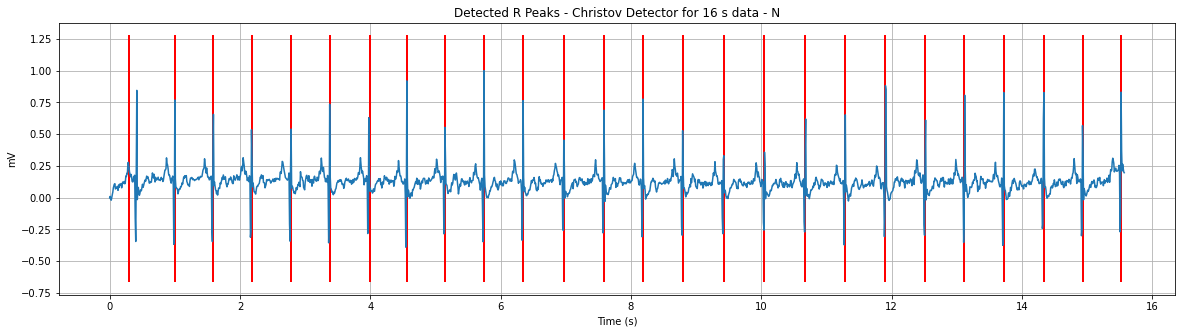 Detected R Peaks - Christov Detector for 16 s data - N
1.25
1.00
0.75
0.50
0.25
0.00
−0.25
−0.50
−0.75
mV
0 2 4 6 8 10 12 14 16
Time (s)